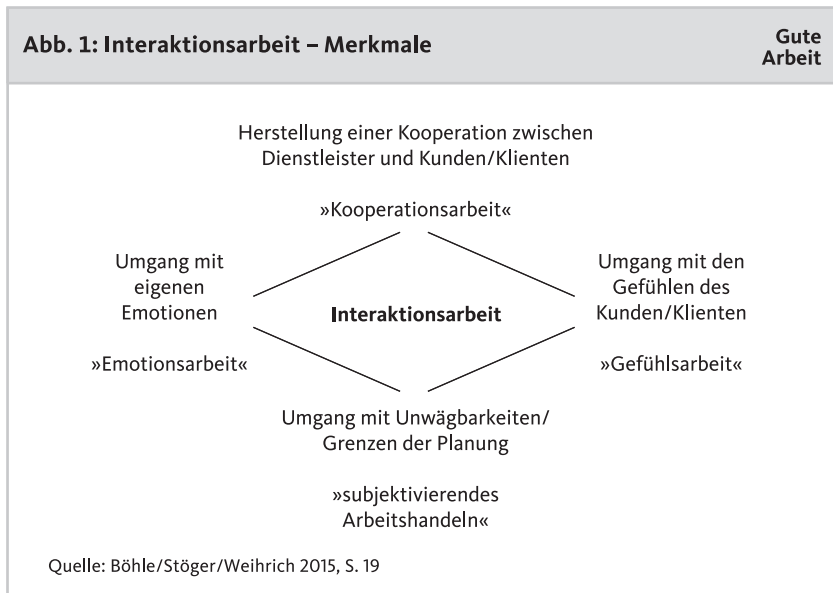 Abb. 1: Interaktionsarbeit – Merkmale
Gute
Arbeit
Herstellung einer Kooperation zwischen
Dienstleister und Kunden/Klienten
»Kooperationsarbeit«
Umgang mit
eigenen
Emotionen
»Emotionsarbeit«
Interaktionsarbeit
Umgang mit den
Gefühlen des
Kunden/Klienten
»Gefühlsarbeit«
Umgang mit Unwägbarkeiten/
Grenzen der Planung
»subjektivierendes
Arbeitshandeln«
Quelle: Böhle/Stöger/Weihrich 2015, S. 19